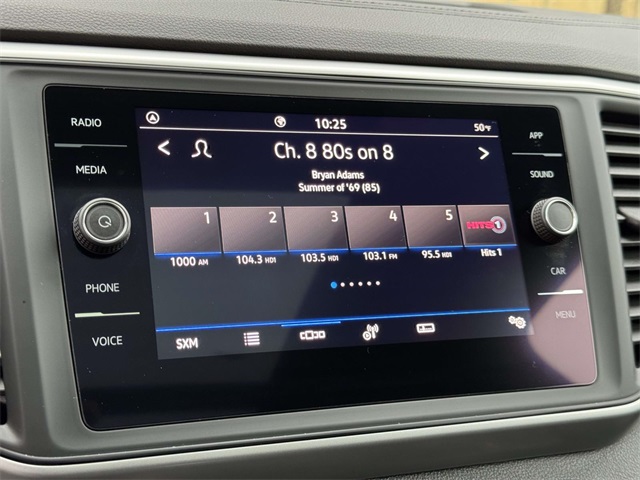 RADIO
10:25
50°F
APP
MEDIA
Ch. 8 80s on 8
SOUND
Bryan Adams
Summer of '69 (85)
1 2 3 4 5 HITS 1
1000 AM 104.3 HD1 103.5 HD1 103.1 FM 95.5 HD1 Hits 1
PHONE
CAR
VOICE
SXM
MENU